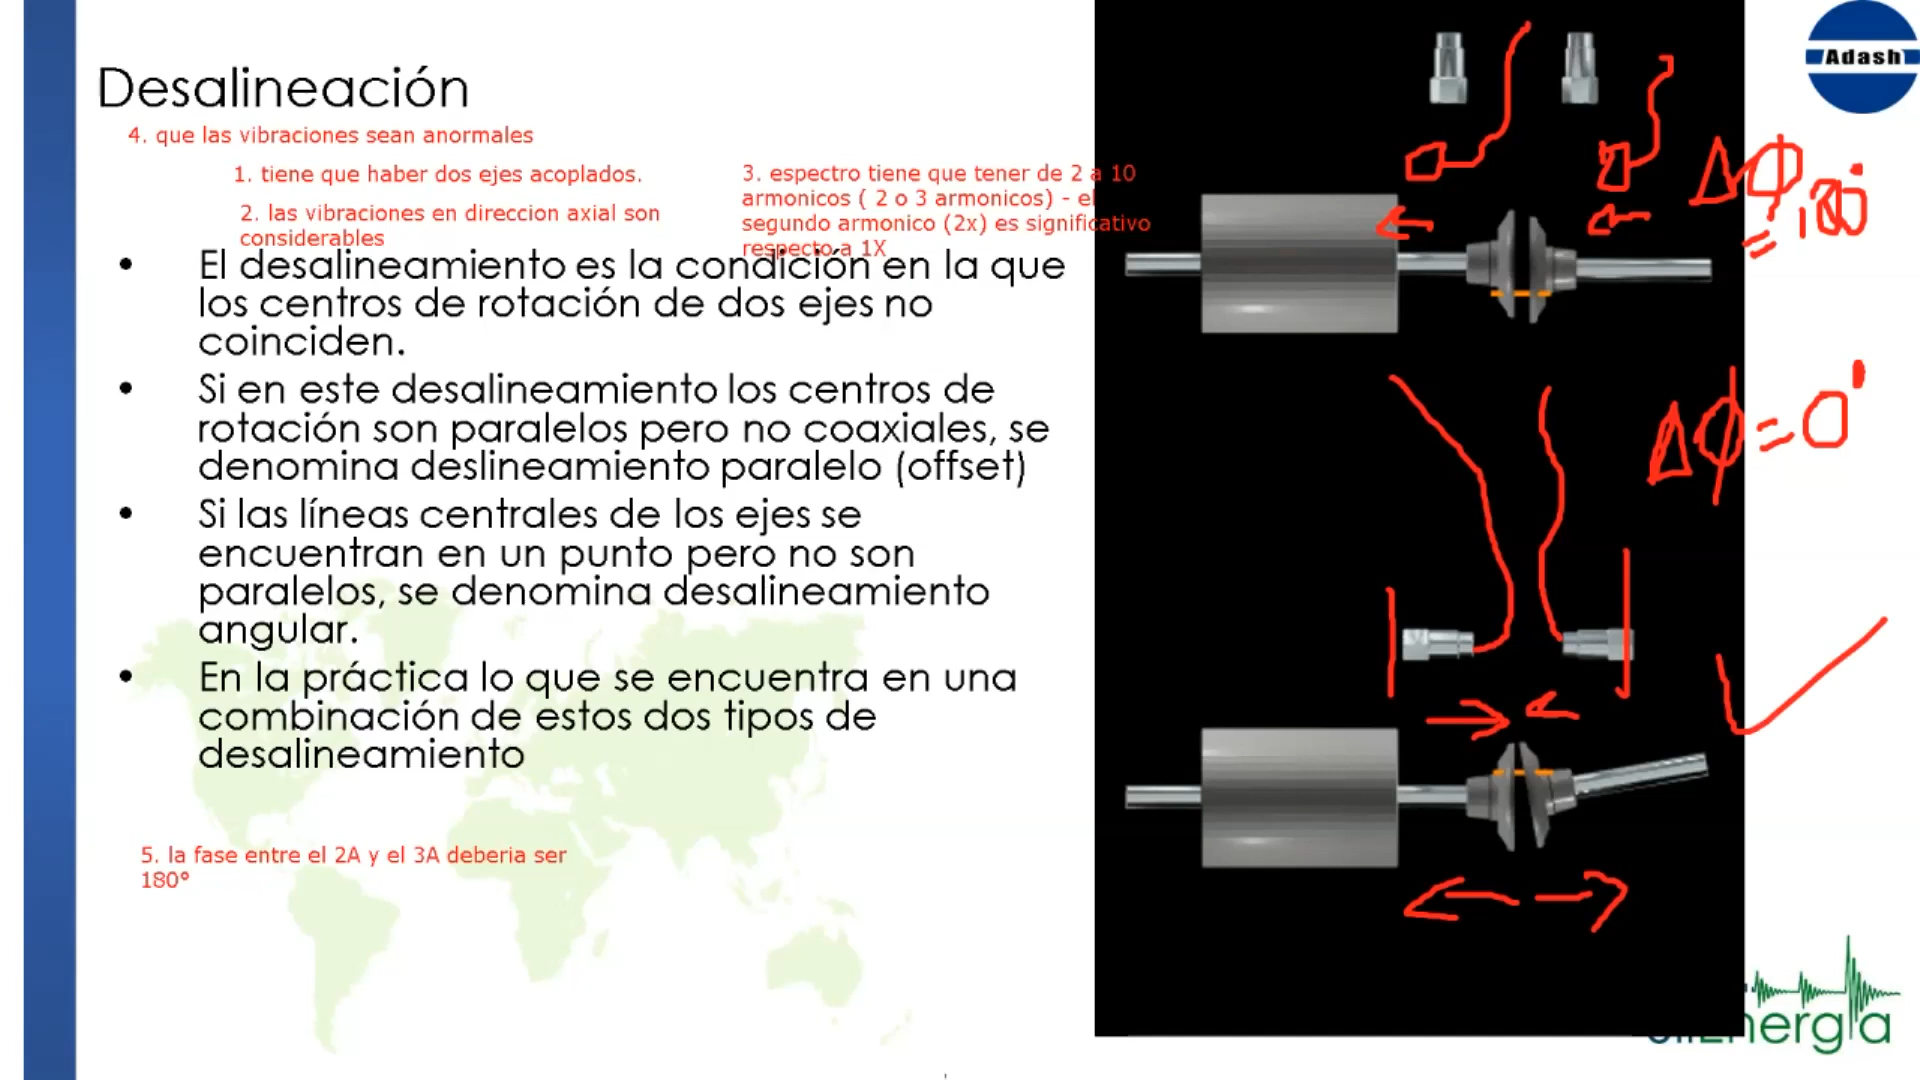 Desalineación
Adash
4. que las vibraciones sean anormales
1. tiene que haber dos ejes acoplados.
2. las vibraciones en direccion axial son
considerables
3. espectro tiene que tener de 2 a 10
armonicos ( 2 o 3 armonicos) - el
segundo armonico (2x) es significativo
respecto a 1X
• El desalineamiento es la condición en la que
los centros de rotación de dos ejes no
coinciden.
• Si en este desalineamiento los centros de
rotación son paralelos pero no coaxiales, se
denomina deslineamiento paralelo (offset)
• Si las líneas centrales de los ejes se
encuentran en un punto pero no son
paralelos, se denomina desalineamiento
angular.
• En la práctica lo que se encuentra en una
combinación de estos dos tipos de
desalineamiento
5. la fase entre el 2A y el 3A deberia ser
180°
Δϕ
= 180°
Δϕ = 0°